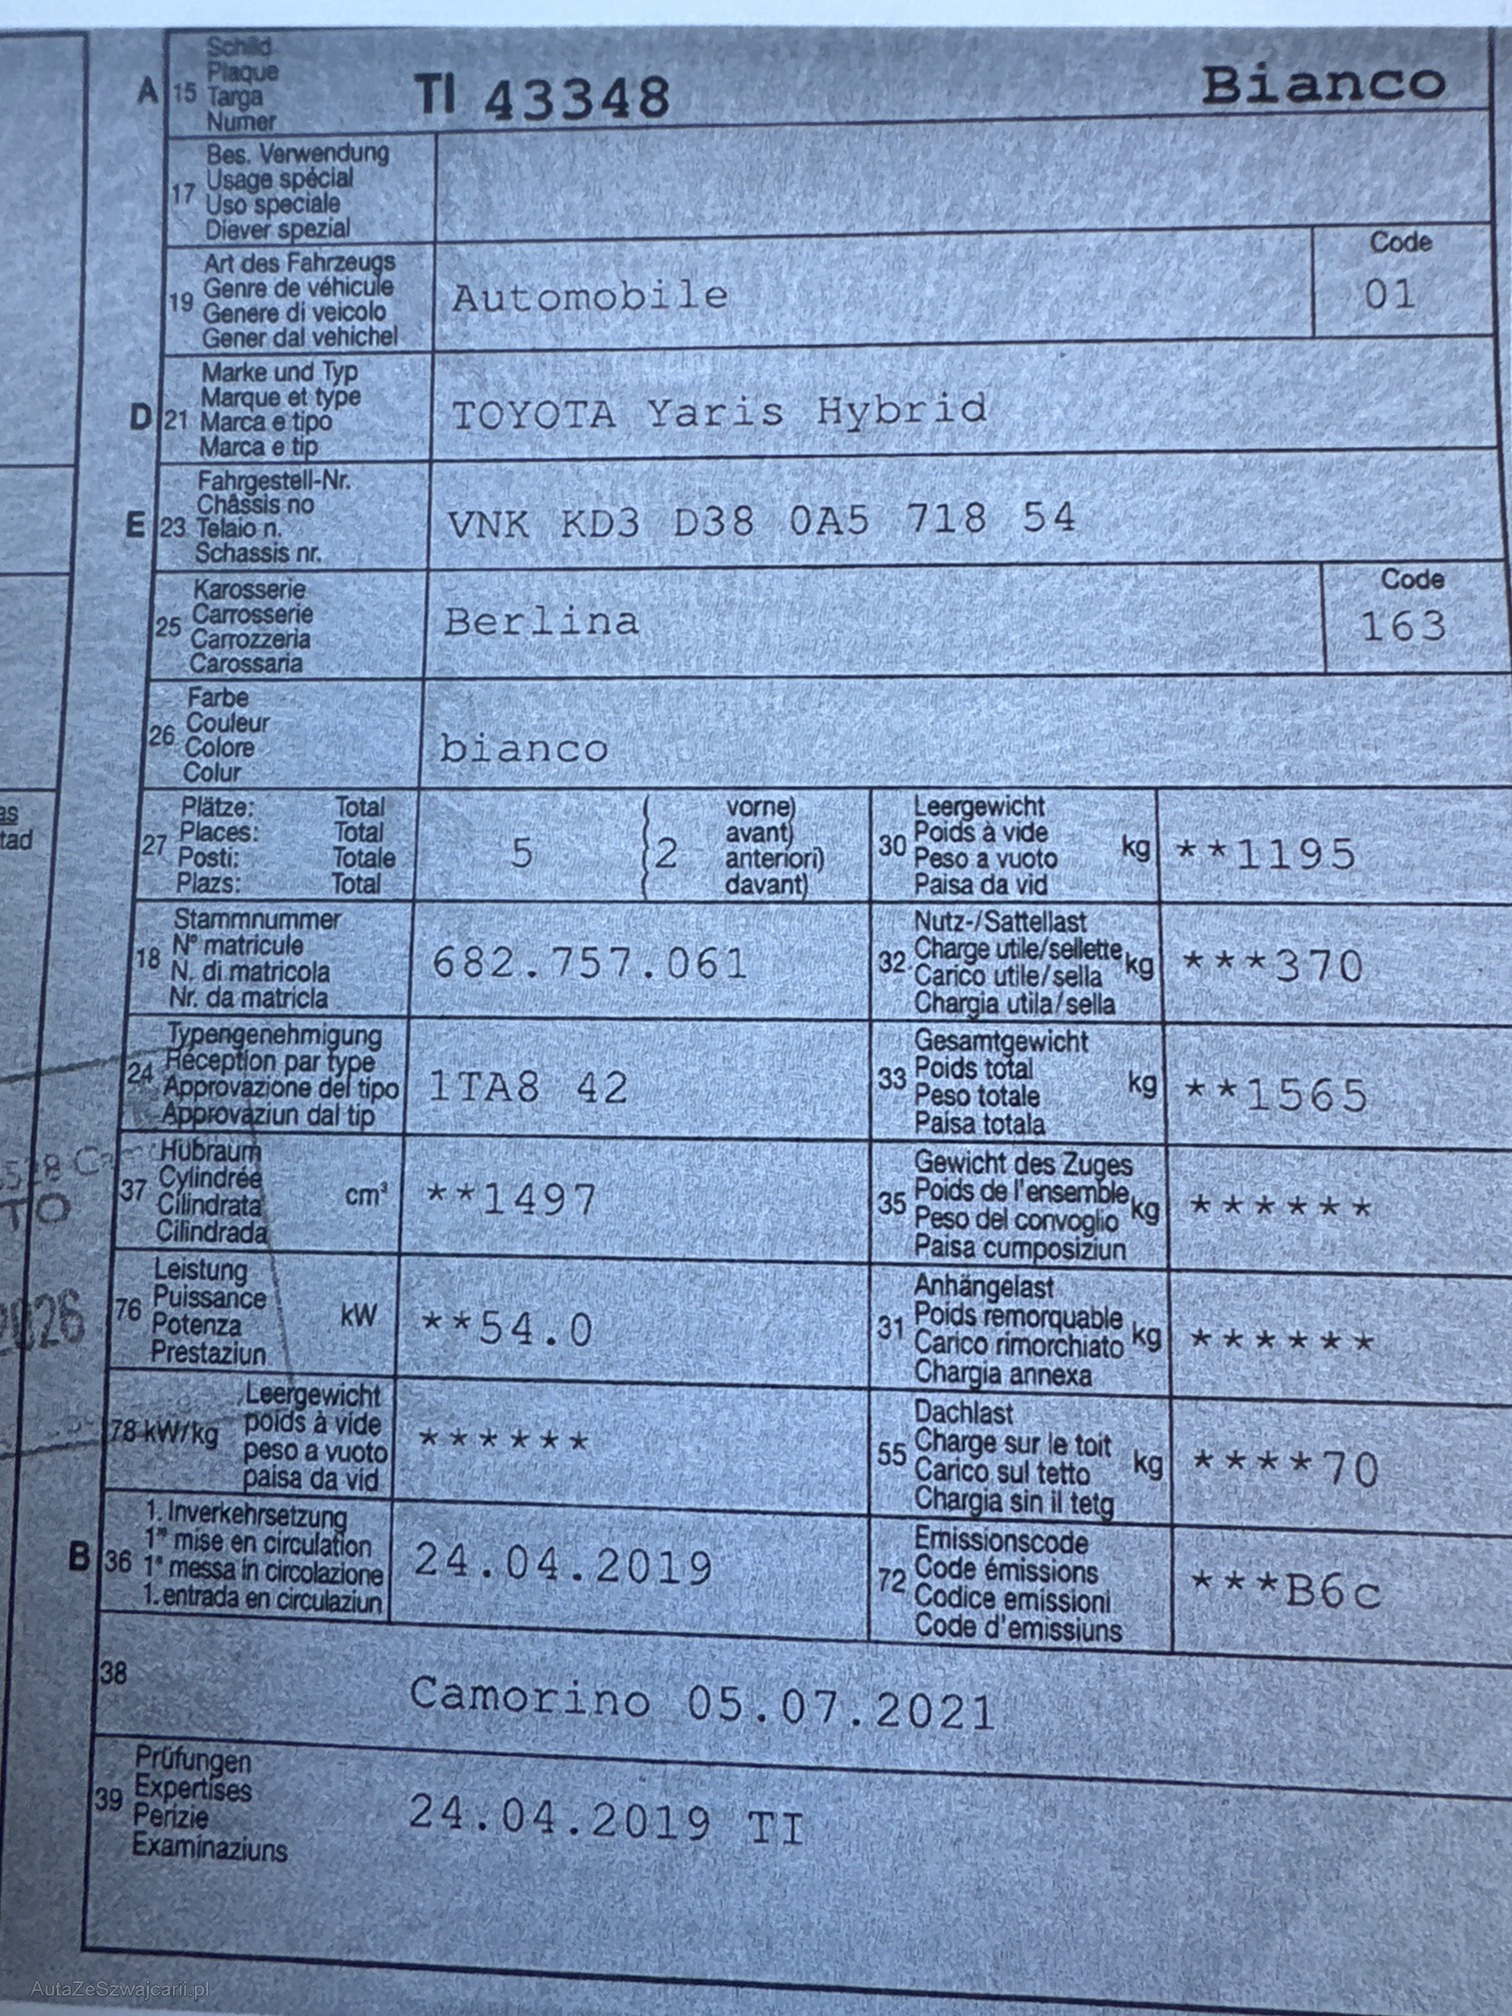 A 15 Schild
Plaque
Targa
Numer
TI 43348 Bianco
17 Bes. Verwendung
Usage spécial
Uso speciale
Diever spezial
19 Art des Fahrzeugs
Genre de véhicule
Genere di veicolo
Gener dal vehichel
Automobile
Code
01
D 21 Marke und Typ
Marque et type
Marca e tipo
Marca e tip
TOYOTA Yaris Hybrid
E 23 Fahrgestell-Nr.
Châssis no
Telaio n.
Schassis nr.
VNK KD3 D38 0A5 718 54
25 Karosserie
Carrosserie
Carrozzeria
Carossaria
Berlina
Code
163
26 Farbe
Couleur
Colore
Colur
bianco
27 Plätze: Total
Places: Total
Posti: Totale
Plazs: Total
5 (2 vorne)
avant)
anteriori)
davant)
30 Leergewicht
Poids à vide
Peso a vuoto
Paisa da vid
kg **1195
18 Stammnummer
N° matricule
N. di matricola
Nr. da matricla
682.757.061
32 Nutz-/Sattellast
Charge utile/sellette
Carico utile/sella
Chargia utila/sella
kg ***370
24 Typengenehmigung
Réception par type
Approvazione del tipo
Approvaziun dal tip
1TA8 42
33 Gesamtgewicht
Poids total
Peso totale
Paisa totala
kg **1565
37 Hubraum
Cylindrée
Cilindrata
Cilindrada
cm³ **1497
35 Gewicht des Zuges
Poids de l'ensemble
Peso del convoglio
Paisa cumposiziun
kg ******
76 Leistung
Puissance
Potenza
Prestaziun
kW **54.0
31 Anhängelast
Poids remorquable
Carico rimorchiato
Chargia annexa
kg ******
78 kW/kg Leergewicht
poids à vide
peso a vuoto
paisa da vid
******
55 Dachlast
Charge sur le toit
Carico sul tetto
Chargia sin il tetg
kg ****70
B 36 1. Inverkehrsetzung
1re mise en circulation
1a messa in circolazione
1. entrada en circulaziun
24.04.2019
72 Emissionscode
Code émissions
Codice emissioni
Code d'emissiuns
***B6c
38 Camorino 05.07.2021
39 Prüfungen
Expertises
Perizie
Examinaziuns
24.04.2019 TI
tad
2026
AutaZeSzwajcarii.pl